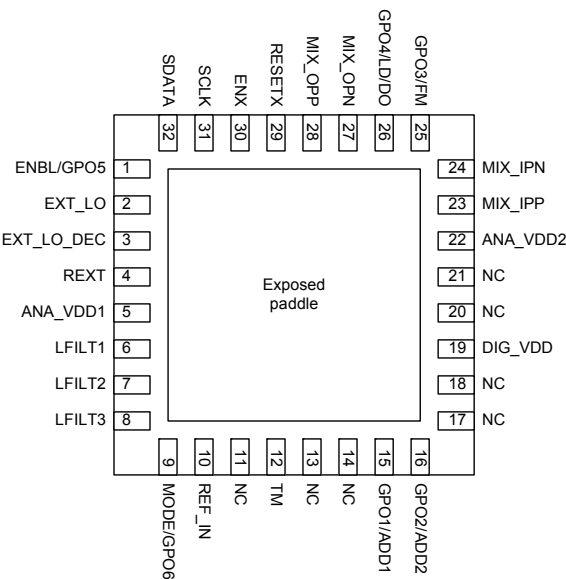 SDATA
SCLK
ENX
RESETX
MIX_OPP
MIX_OPN
GPO4/LD/DO
GPO3/FM
32
31
30
29
28
27
26
25
ENBL/GPO5 1
EXT_LO 2
EXT_LO_DEC 3
REXT 4
ANA_VDD1 5
LFILT1 6
LFILT2 7
LFILT3 8
Exposed
paddle
24 MIX_IPN
23 MIX_IPP
22 ANA_VDD2
21 NC
20 NC
19 DIG_VDD
18 NC
17 NC
9
10
11
12
13
14
15
16
MODE/GPO6
REF_IN
NC
TM
NC
NC
GPO1/ADD1
GPO2/ADD2